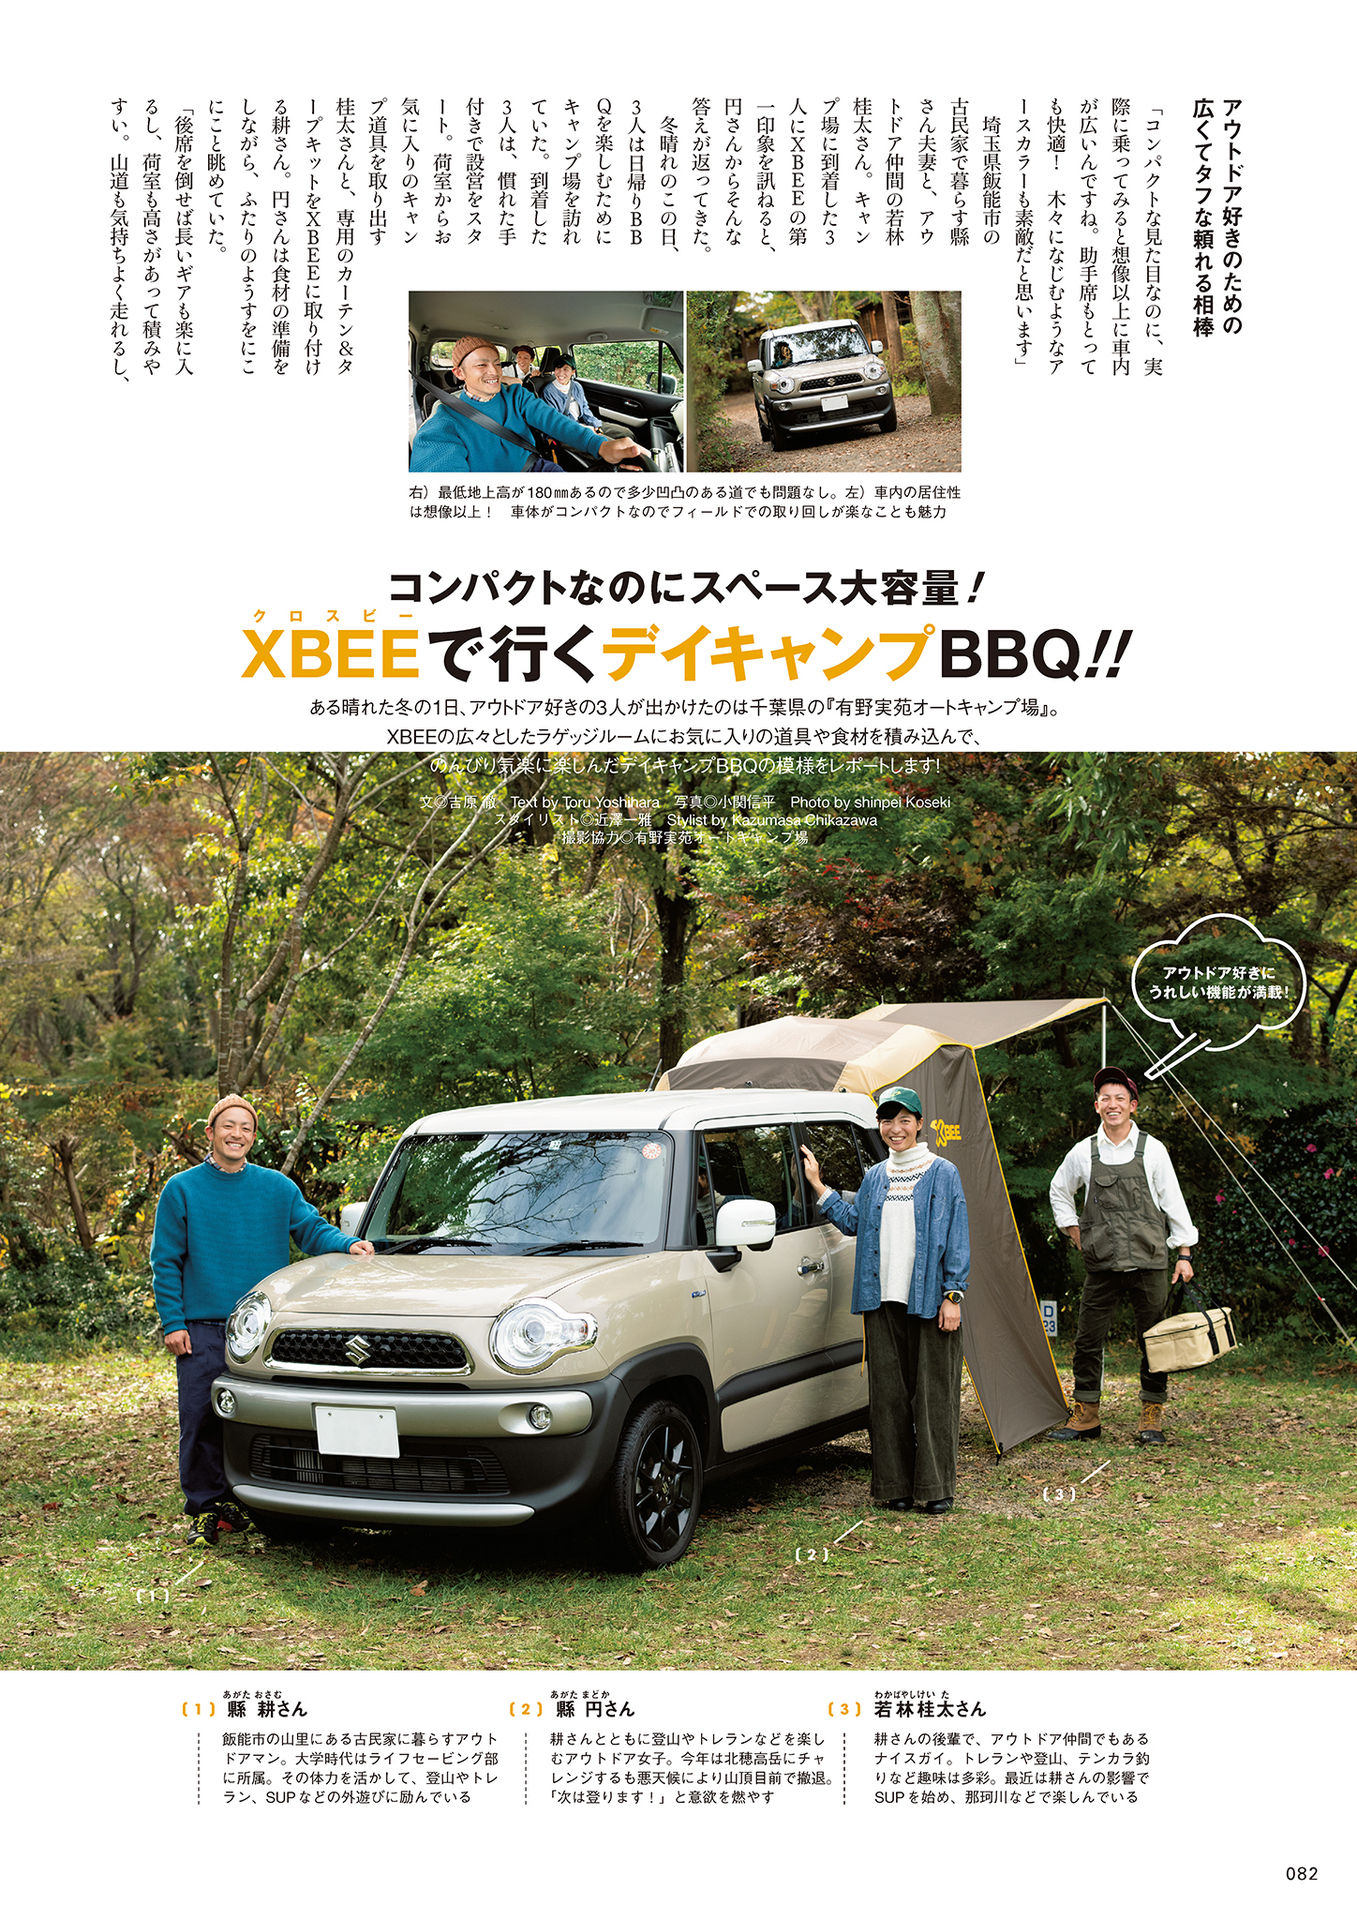 アウトドア好きのための
広くてタフな頼れる相棒
「コンパクトな見た目なのに、実
際に乗ってみると想像以上に車内
が広いんですね。助手席もとって
も快適！　木々になじむようなア
ースカラーも素敵だと思います」
埼玉県飯能市の
古民家で暮らす縣
さん夫妻と、アウ
トドア仲間の若林
桂太さん。キャン
プ場に到着した3
人にXBEEの第
一印象を訊ねると、
円さんからそんな
答えが返ってきた。
冬晴れのこの日、
3人は日帰りBB
Qを楽しむために
キャンプ場を訪れ
ていた。到着した
3人は、慣れた手
付きで設営をスタ
ート。荷室からお
気に入りのキャン
プ道具を取り出す
桂太さんと、専用のカーテン＆タ
ープキットをXBEEに取り付け
る耕さん。円さんは食材の準備を
しながら、ふたりのようすをにこ
にこと眺めていた。
「後席を倒せば長いギアも楽に入
るし、荷室も高さがあって積みや
すい。山道も気持ちよく走れるし、
右）最低地上高が180㎜あるので多少凹凸のある道でも問題なし。左）車内の居住性
は想像以上！　車体がコンパクトなのでフィールドでの取り回しが楽なことも魅力
コンパクトなのにスペース大容量！
クロスビー
XBEEで行くデイキャンプBBQ!!
ある晴れた冬の1日、アウトドア好きの3人が出かけたのは千葉県の『有野実苑オートキャンプ場』。
XBEEの広々としたラゲッジルームにお気に入りの道具や食材を積み込んで、
のんびり気楽に楽しんだデイキャンプBBQの模様をレポートします！
文◎吉原 徹　Text by Toru Yoshihara　写真◎小関信平　Photo by shinpei Koseki
スタイリスト◎近澤一雅　Stylist by Kazumasa Chikazawa
撮影協力◎有野実苑オートキャンプ場
アウトドア好きに
うれしい機能が満載！
XBEE
D
23
(3)
(2)
(1)
あがた おさむ
(1) 縣 耕さん
飯能市の山里にある古民家に暮らすアウト
ドアマン。大学時代はライフセービング部
に所属。その体力を活かして、登山やトレ
ラン、SUPなどの外遊びに励んでいる
あがた まどか
(2) 縣 円さん
耕さんとともに登山やトレランなどを楽し
むアウトドア女子。今年は北穂高岳にチャ
レンジするも悪天候により山頂目前で撤退。
「次は登ります！」と意欲を燃やす
わかばやしけい た
(3) 若林桂太さん
耕さんの後輩で、アウトドア仲間でもある
ナイスガイ。トレランや登山、テンカラ釣
りなど趣味は多彩。最近は耕さんの影響で
SUPを始め、那珂川などで楽しんでいる
082